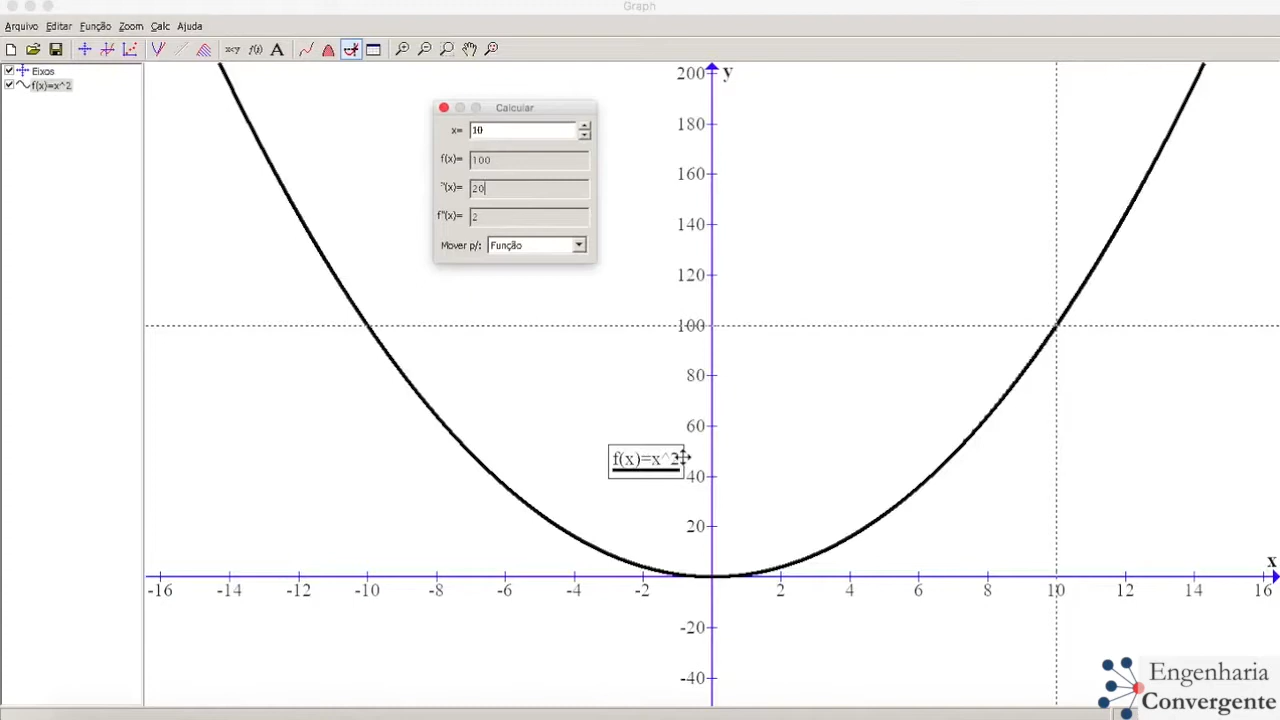 Graph
Arquivo Editar Função Zoom Calc Ajuda
Eixos
f(x)=x^2
Calcular
x= 10
f(x)= 100
'(x)= 20
f''(x)= 2
Mover p/: Função
y
200
180
160
140
120
100
80
60
f(x)=x^2
40
20
x
-16 -14 -12 -10 -8 -6 -4 -2 2 4 6 8 10 12 14 16
-20
-40
Engenharia
Convergente